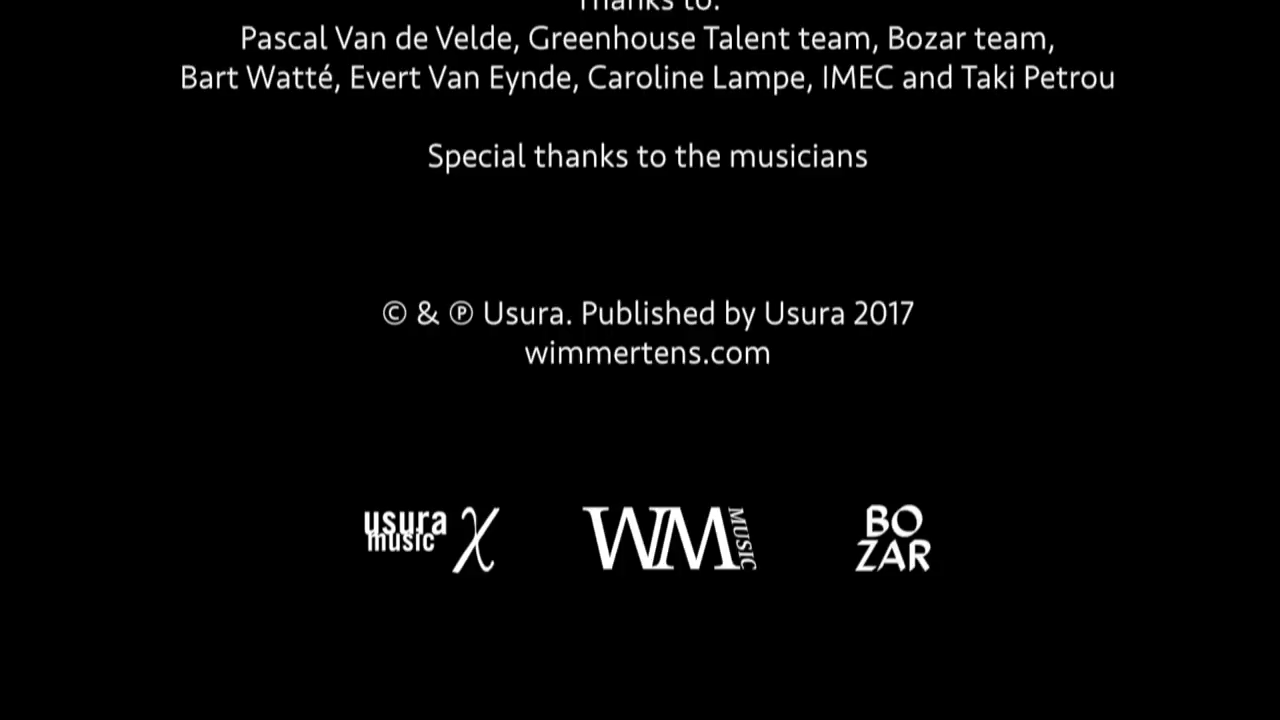 Thanks to:
Pascal Van de Velde, Greenhouse Talent team, Bozar team,
Bart Watté, Evert Van Eynde, Caroline Lampe, IMEC and Taki Petrou
Special thanks to the musicians
© & ℗ Usura. Published by Usura 2017
wimmertens.com
usura
music χ
WM MUSIC
BO
ZAR